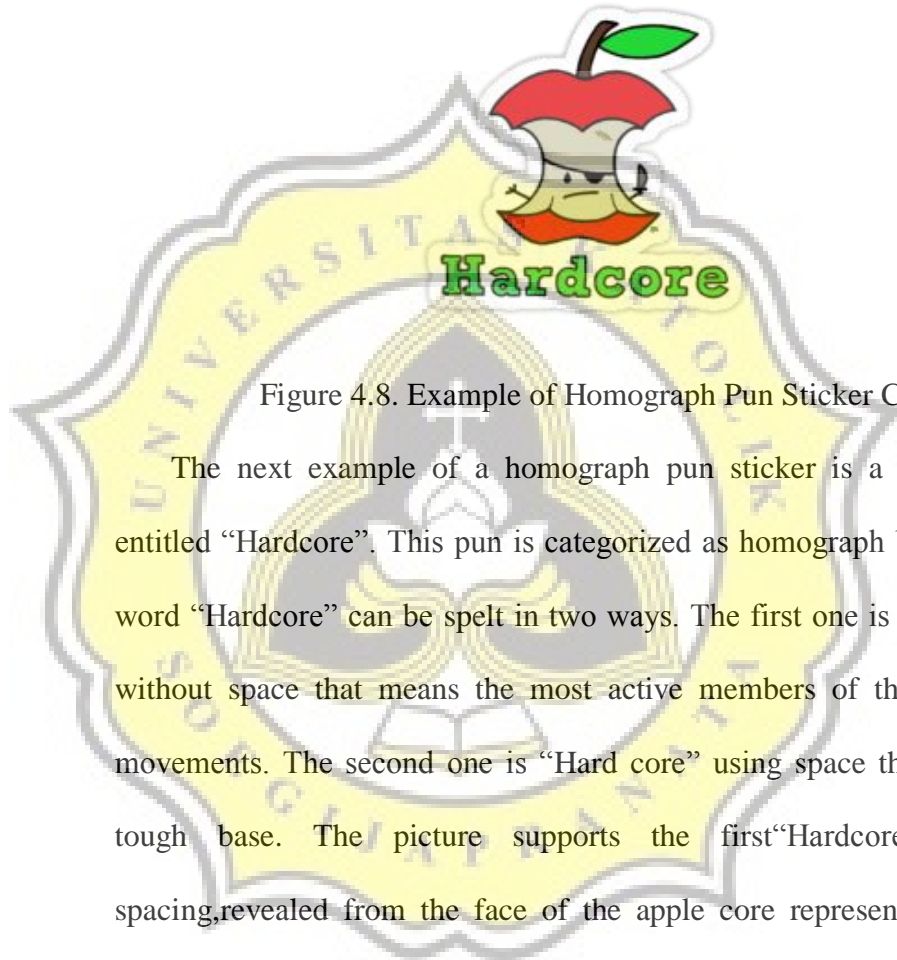 Hardcore
UNIVERSITAS KATOLIK
SOEGIJAPRANATA
Figure 4.8. Example of Homograph Pun Sticker
The next example of a homograph pun sticker is a
entitled “Hardcore”. This pun is categorized as homograph
word “Hardcore” can be spelt in two ways. The first one is
without space that means the most active members of
movements. The second one is “Hard core” using space
tough base. The picture supports the first“Hardcore
spacing,revealed from the face of the apple core